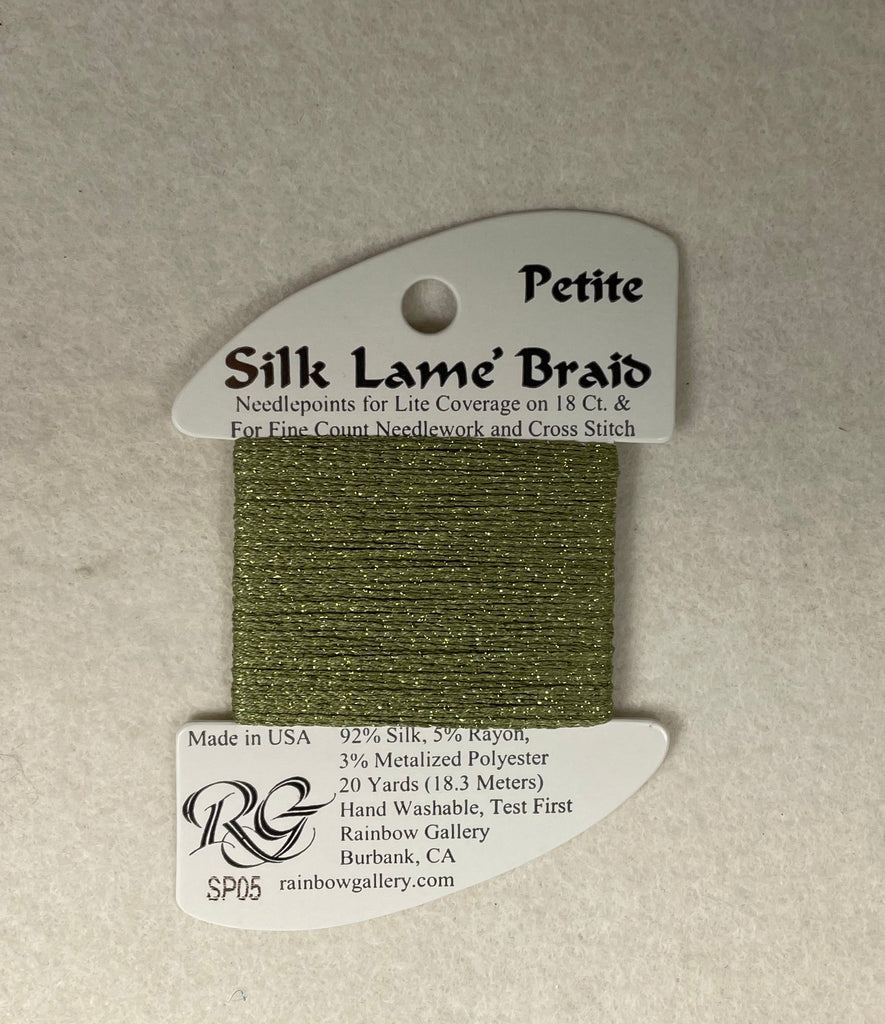 Petite
Silk Lame' Braid
Needlepoints for Lite Coverage on 18 Ct. &
For Fine Count Needlework and Cross Stitch
Made in USA
92% Silk, 5% Rayon,
3% Metalized Polyester
20 Yards (18.3 Meters)
Hand Washable, Test First
Rainbow Gallery
Burbank, CA
rainbowgallery.com
RG
SP05